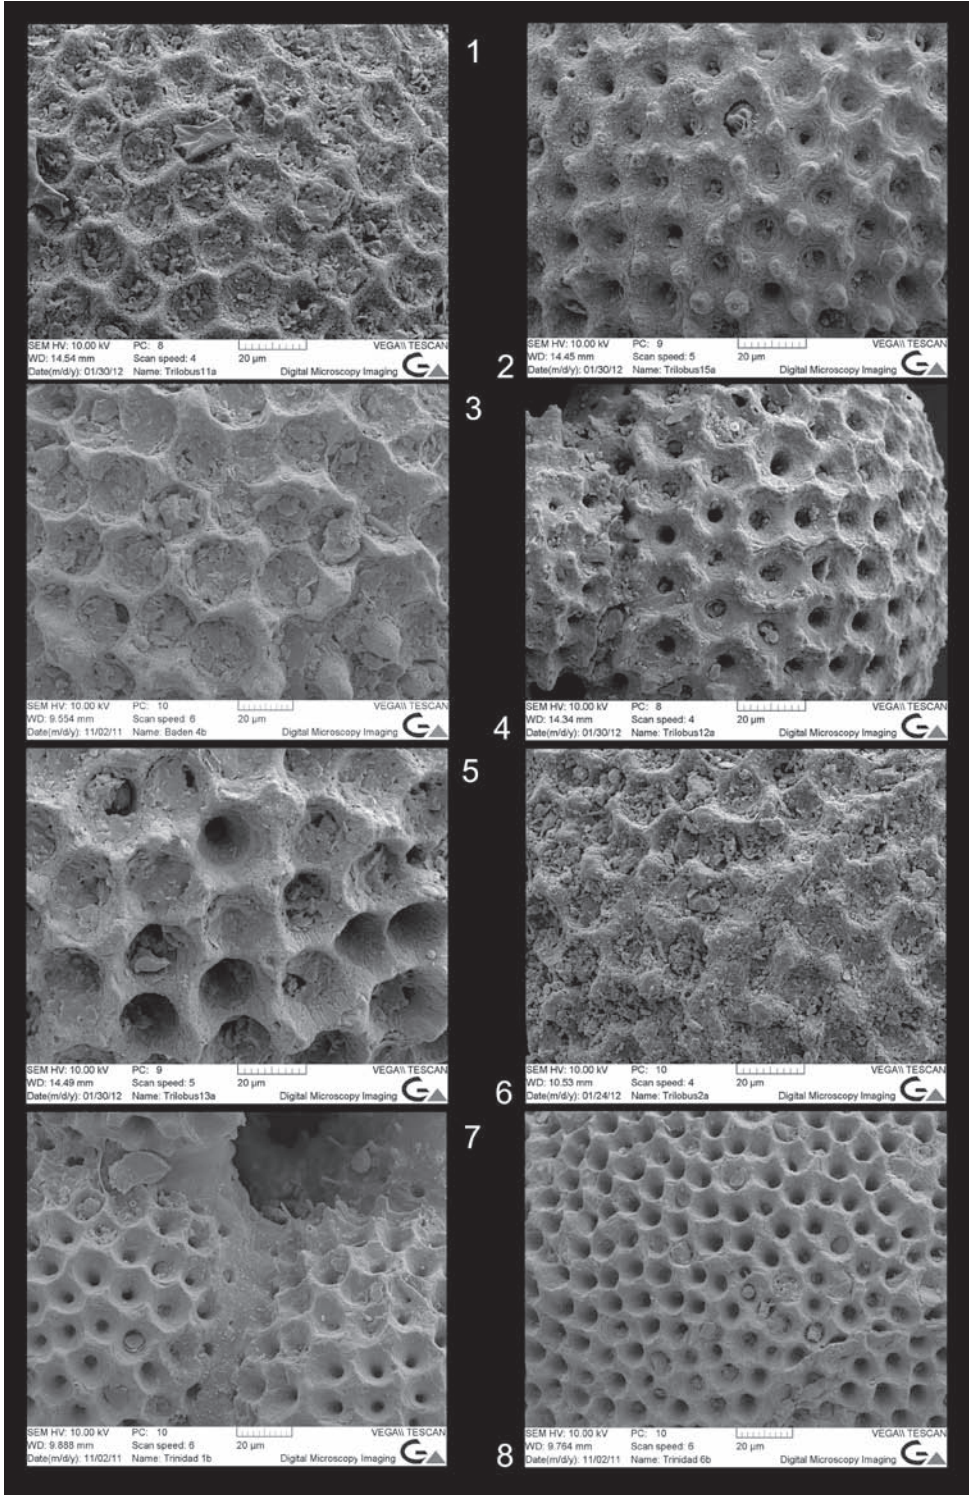 1
SEM HV: 10.00 kV PC: 8 VEGA\\ TESCAN
WD: 14.54 mm Scan speed: 4 20 µm
Date(m/d/y): 01/30/12 Name: Trilobus11a Digital Microscopy Imaging
2
SEM HV: 10.00 kV PC: 9 VEGA\\ TESCAN
WD: 14.45 mm Scan speed: 5 20 µm
Date(m/d/y): 01/30/12 Name: Trilobus15a Digital Microscopy Imaging
3
SEM HV: 10.00 kV PC: 10 VEGA\\ TESCAN
WD: 9.554 mm Scan speed: 6 20 µm
Date(m/d/y): 11/02/11 Name: Baden 4b Digital Microscopy Imaging
4
SEM HV: 10.00 kV PC: 8 VEGA\\ TESCAN
WD: 14.34 mm Scan speed: 4 20 µm
Date(m/d/y): 01/30/12 Name: Trilobus12a Digital Microscopy Imaging
5
SEM HV: 10.00 kV PC: 9 VEGA\\ TESCAN
WD: 14.49 mm Scan speed: 5 20 µm
Date(m/d/y): 01/30/12 Name: Trilobus13a Digital Microscopy Imaging
6
SEM HV: 10.00 kV PC: 10 VEGA\\ TESCAN
WD: 10.53 mm Scan speed: 4 20 µm
Date(m/d/y): 01/24/12 Name: Trilobus2a Digital Microscopy Imaging
7
SEM HV: 10.00 kV PC: 10 VEGA\\ TESCAN
WD: 9.888 mm Scan speed: 6 20 µm
Date(m/d/y): 11/02/11 Name: Trinidad 1b Digital Microscopy Imaging
8
SEM HV: 10.00 kV PC: 10 VEGA\\ TESCAN
WD: 9.764 mm Scan speed: 6 20 µm
Date(m/d/y): 11/02/11 Name: Trinidad 6b Digital Microscopy Imaging